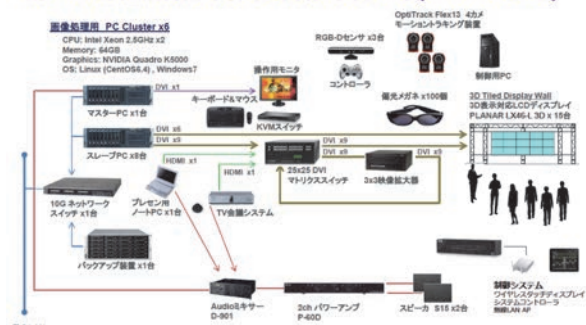 画像処理用 PC Cluster x6
CPU: Intel Xeon 2.5GHz x2
Memory: 64GB
Graphics: NVIDIA Quadro K5000
OS: Linux (CentOS6.4) , Windows7
RGB-Dセンサ x3台
コントローラ
OptiTrack Flex13 4カメ
モーショントラキング装置
制御用PC
操作用モニタ
DVI x1
キーボード&マウス
KVMスイッチ
マスターPC x1台
偏光メガネ x100個
3D Tiled Display Wall
3D表示対応LCDディスプレイ
PLANAR LX46-L 3D x 15台
DVI x6
DVI x9
DVI x9
DVI x9
DVI x9
スレーブPC x8台
HDMI x1
HDMI x1
25x25 DVI
マトリクススイッチ
3x3映像拡大器
10G ネットワーク
スイッチ x1台
プレゼン用
ノートPC x1台
TV会議システム
バックアップ装置 x1台
Audioミキサー
D-901
2ch パワーアンプ
P-60D
スピーカ S15 x2台
制御システム
ワイヤレスタッチディスプレイ
システムコントローラ
無線LAN AP